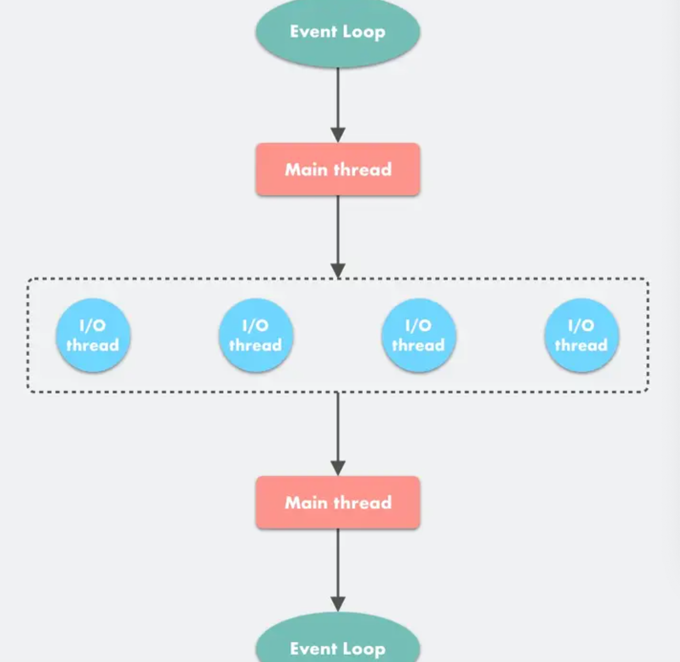 Event Loop
Main thread
I/O
thread
I/O
thread
I/O
thread
I/O
thread
Main thread
Event Loop